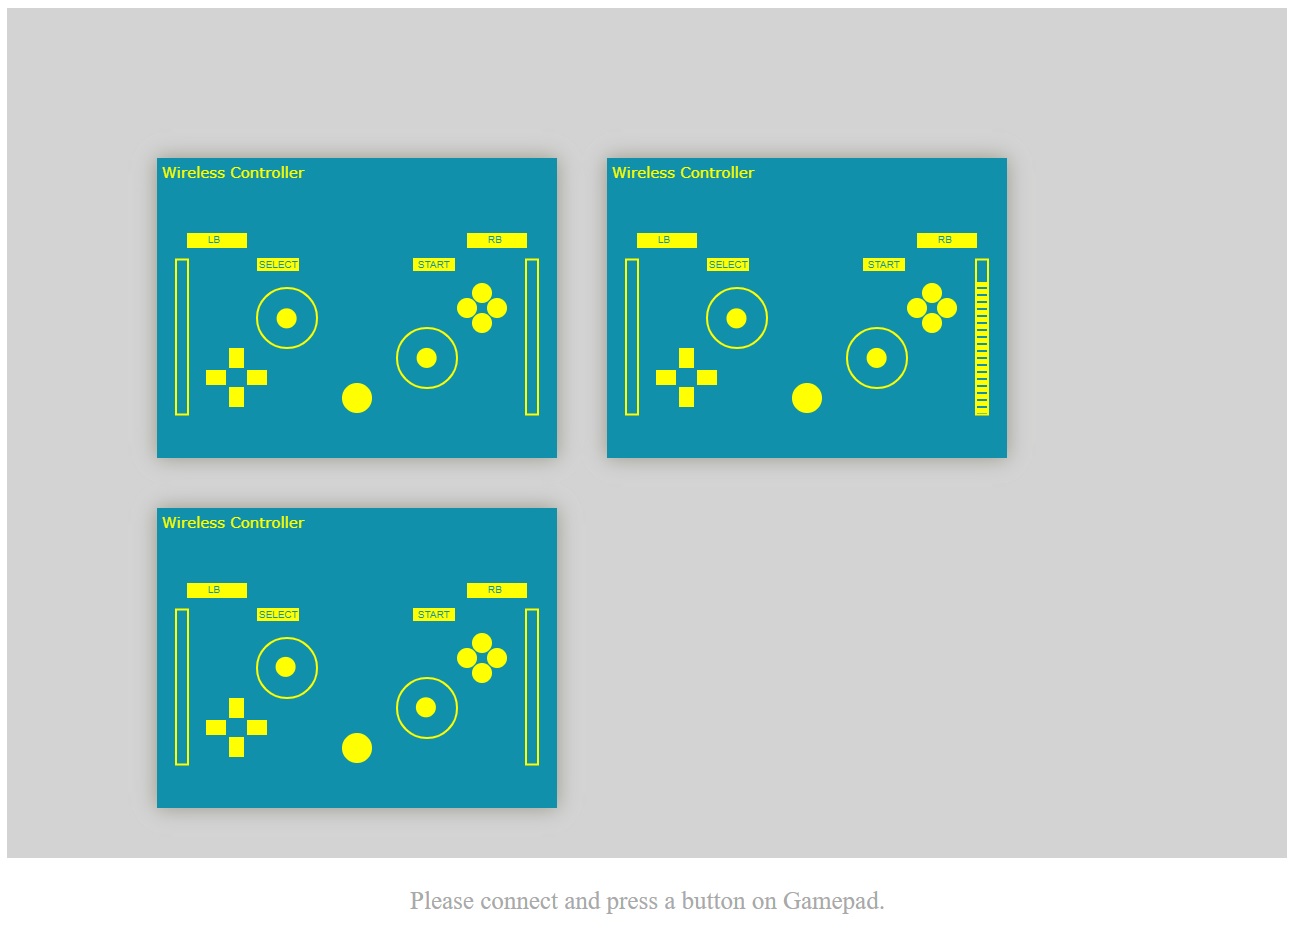 Wireless Controller
LB
RB
SELECT
START
Wireless Controller
LB
RB
SELECT
START
Wireless Controller
LB
RB
SELECT
START
Please connect and press a button on Gamepad.